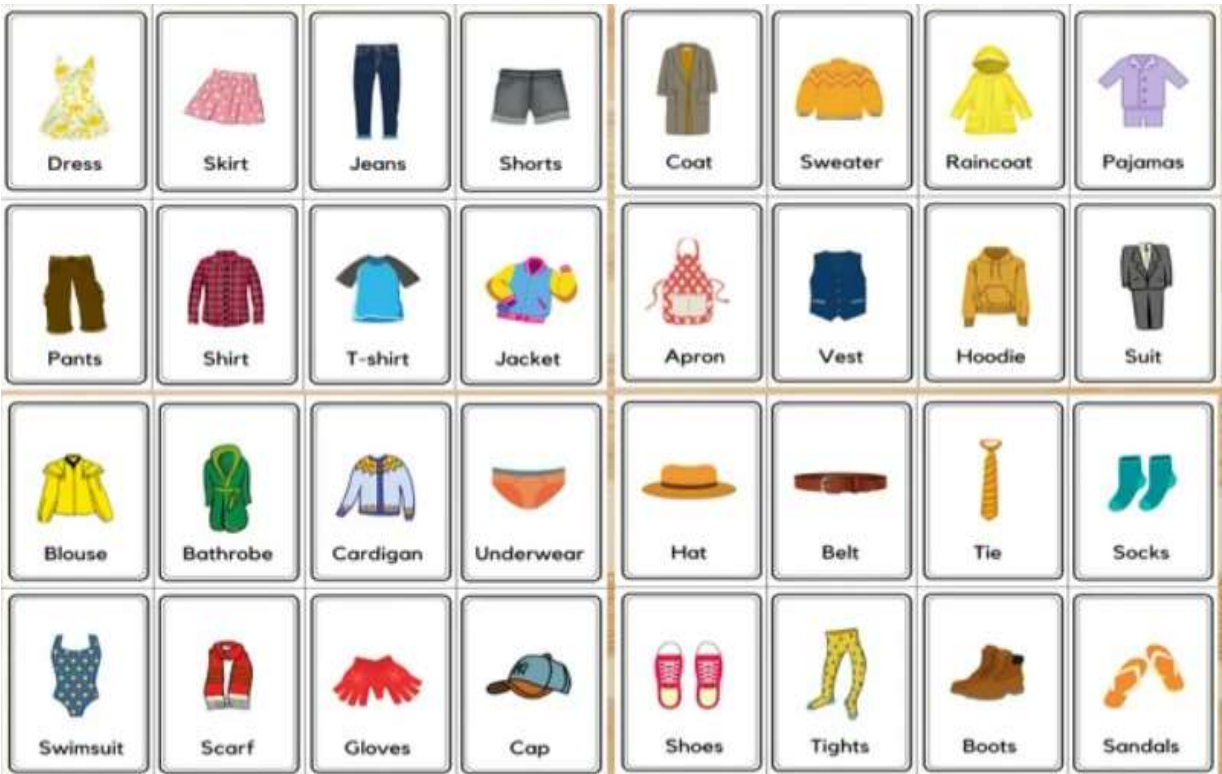 Dress Skirt Jeans Shorts Coat Sweater Raincoat Pajamas
Pants Shirt T-shirt Jacket Apron Vest Hoodie Suit
Blouse Bathrobe Cardigan Underwear Hat Belt Tie Socks
Swimsuit Scarf Gloves Cap Shoes Tights Boots Sandals